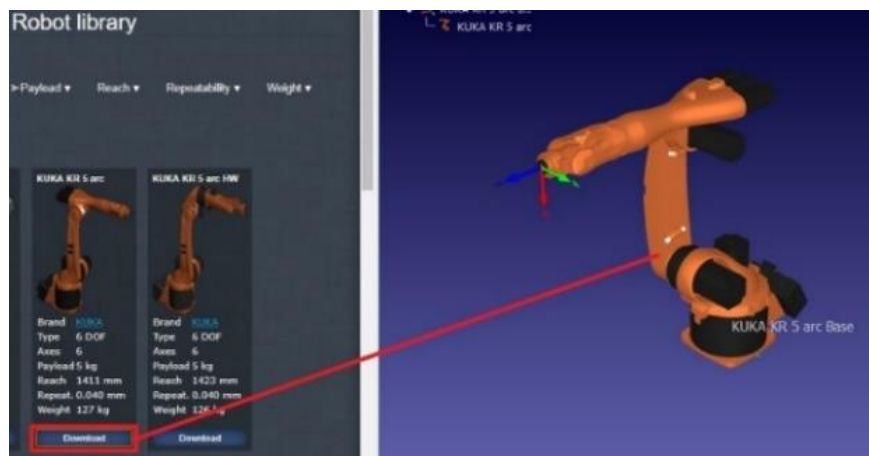 Robot library
Payload ▾ Reach ▾ Repeatability ▾ Weight ▾
KUKA KR 5 arc
Brand KUKA
Type 6 DOF
Axes 6
Payload 5 kg
Reach 1411 mm
Repeat. 0.040 mm
Weight 127 kg
Download
KUKA KR 5 arc HW
Brand KUKA
Type 6 DOF
Axes 6
Payload 5 kg
Reach 1423 mm
Repeat. 0.040 mm
Weight 126 kg
Download
KUKA KR 5 arc
KUKA KR 5 arc Base